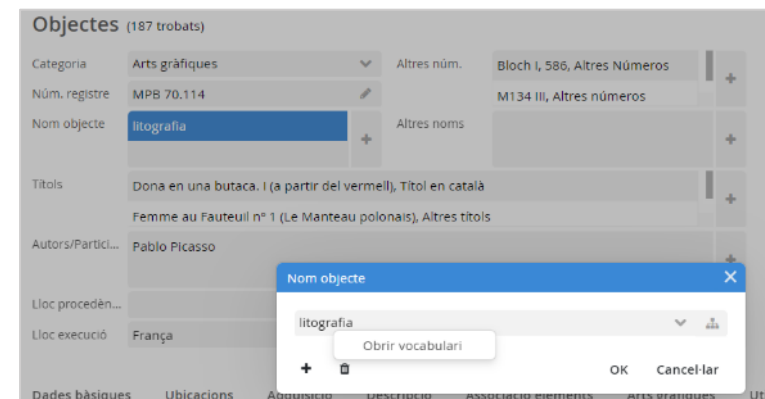 Objectes (187 trobats)
Categoria Arts gràfiques Altres núm. Bloch I, 586, Altres Números
Núm. registre MPB 70.114 M134 III, Altres números
Nom objecte litografia Altres noms
Títols Dona en una butaca. I (a partir del vermell), Títol en català
Femme au Fauteuil nº 1 (Le Manteau polonais), Altres títols
Autors/Partici... Pablo Picasso
Nom objecte
Lloc procedèn...
litografia
Lloc execució França
Obrir vocabulari
OK Cancel·lar
Dades bàsiques Ubicacions Adquisició Descripció Associació elements Arts gràfiques Ut